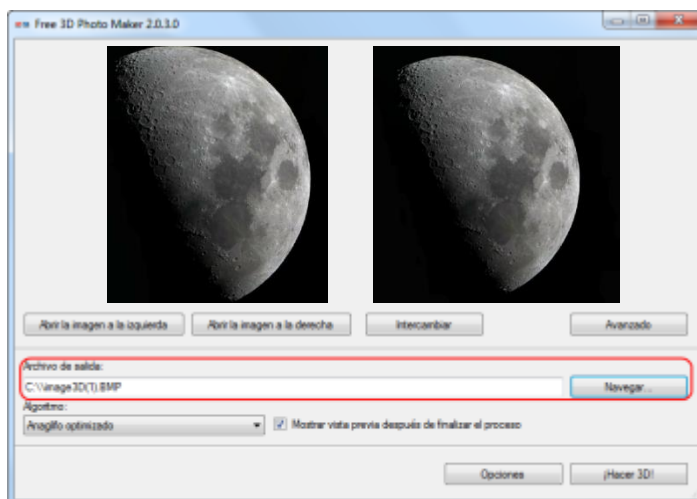 Free 3D Photo Maker 2.0.3.0
Abrir la imagen a la izquierda
Abrir la imagen a la derecha
Intercambiar
Avanzado
Archivo de salida:
C:\image3D(1).BMP
Navegar...
Algoritmo:
Anaglifo optimizado
Mostrar vista previa después de finalizar el proceso
Opciones
¡Hacer 3D!